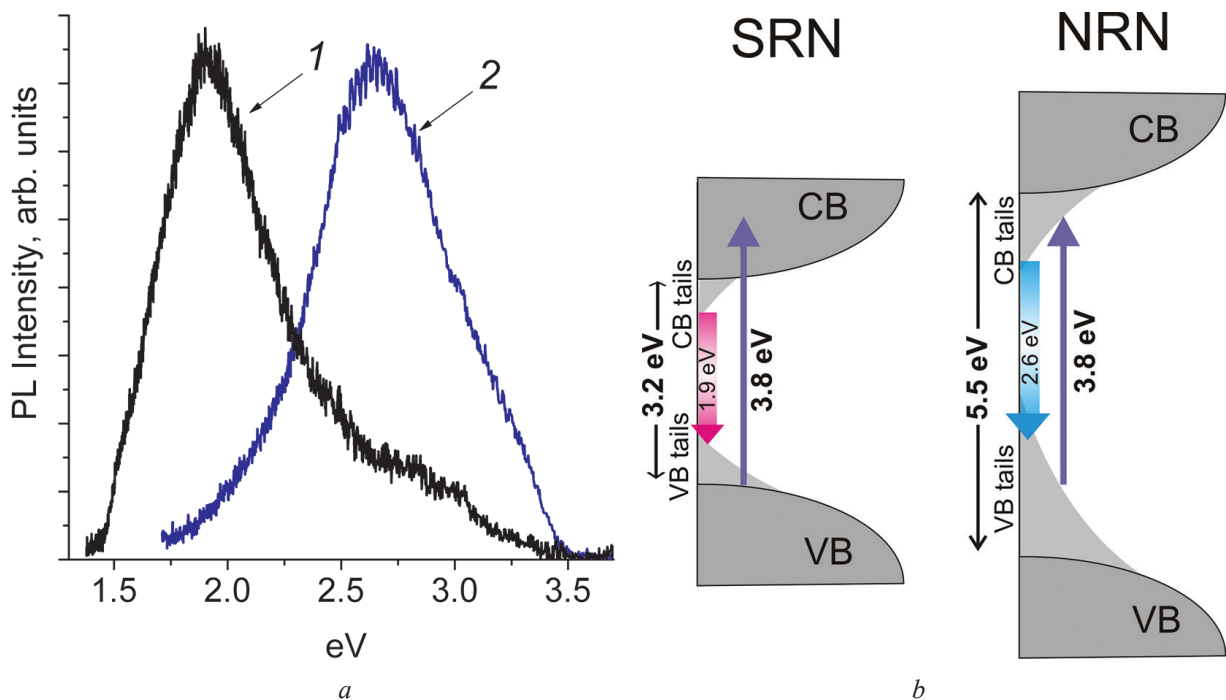 PL Intensity, arb. units
1
2
1.5
2.0
2.5
3.0
3.5
eV
a
SRN
CB
CB tails
3.2 eV
1.9 eV
3.8 eV
VB tails
VB
NRN
CB
CB tails
5.5 eV
2.6 eV
3.8 eV
VB tails
VB
b